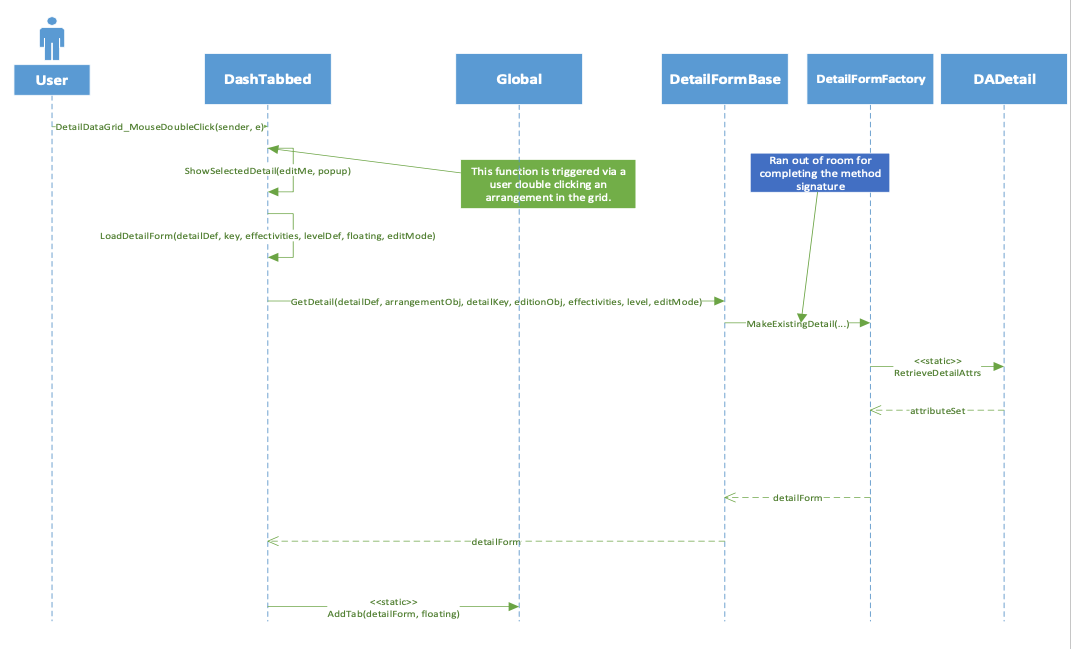 User
DashTabbed
Global
DetailFormBase
DetailFormFactory
DADetail
DetailDataGrid_MouseDoubleClick(sender, e)
ShowSelectedDetail(editMe, popup)
This function is triggered via a
user double clicking an
arrangement in the grid.
Ran out of room for
completing the method
signature
LoadDetailForm(detailDef, key, effectivities, levelDef, floating, editMode)
GetDetail(detailDef, arrangementObj, detailKey, editionObj, effectivities, level, editMode)
MakeExistingDetail(...)
<<static>>
RetrieveDetailAttrs
attributeSet
detailForm
detailForm
<<static>>
AddTab(detailForm, floating)